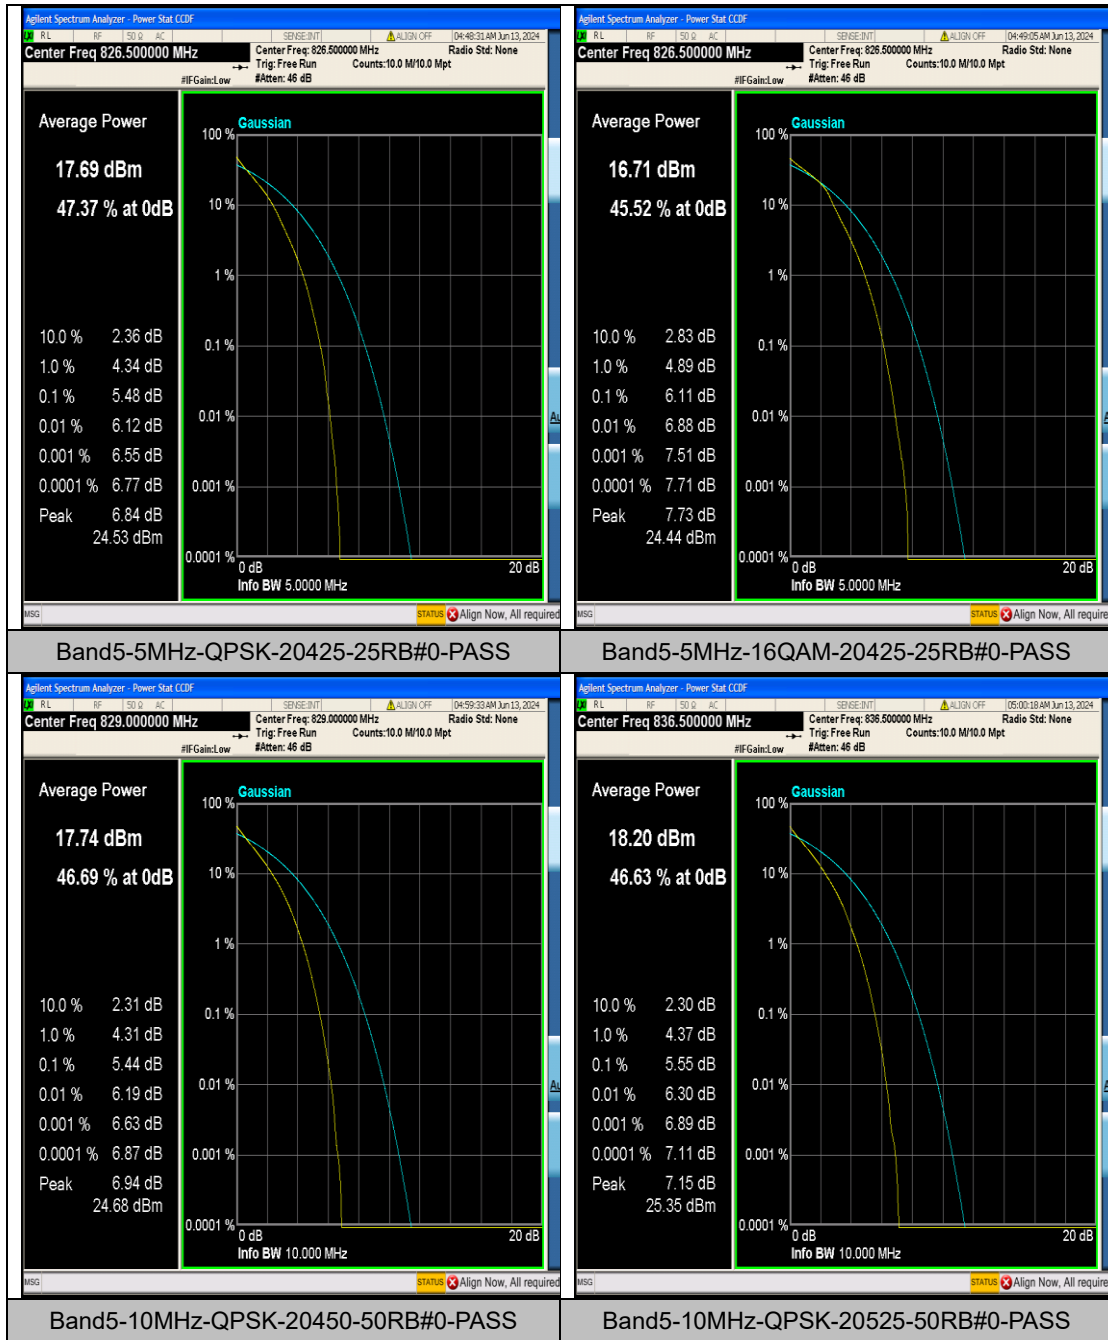 Agilent Spectrum Analyzer - Power Stat CCDF
LXI RL RF 50 Ω AC SENSE:INT ALIGN OFF 04:48:31 AM Jun 13, 2024
Center Freq 826.500000 MHz
Center Freq: 826.500000 MHz Radio Std: None
Trig: Free Run Counts:10.0 M/10.0 Mpt
#IFGain:Low #Atten: 46 dB
Average Power
17.69 dBm
47.37 % at 0dB
10.0 % 2.36 dB
1.0 % 4.34 dB
0.1 % 5.48 dB
0.01 % 6.12 dB
0.001 % 6.55 dB
0.0001 % 6.77 dB
Peak 6.84 dB
24.53 dBm
Gaussian
100 %
10 %
1 %
0.1 %
0.01 %
0.001 %
0.0001 %
0 dB 20 dB
Info BW 5.0000 MHz
MSG STATUS Align Now, All required
Band5-5MHz-QPSK-20425-25RB#0-PASS
Agilent Spectrum Analyzer - Power Stat CCDF
LXI RL RF 50 Ω AC SENSE:INT ALIGN OFF 04:49:05 AM Jun 13, 2024
Center Freq 826.500000 MHz
Center Freq: 826.500000 MHz Radio Std: None
Trig: Free Run Counts:10.0 M/10.0 Mpt
#IFGain:Low #Atten: 46 dB
Average Power
16.71 dBm
45.52 % at 0dB
10.0 % 2.83 dB
1.0 % 4.89 dB
0.1 % 6.11 dB
0.01 % 6.88 dB
0.001 % 7.51 dB
0.0001 % 7.71 dB
Peak 7.73 dB
24.44 dBm
Gaussian
100 %
10 %
1 %
0.1 %
0.01 %
0.001 %
0.0001 %
0 dB 20 dB
Info BW 5.0000 MHz
MSG STATUS Align Now, All require
Band5-5MHz-16QAM-20425-25RB#0-PASS
Agilent Spectrum Analyzer - Power Stat CCDF
LXI RL RF 50 Ω AC SENSE:INT ALIGN OFF 04:59:33 AM Jun 13, 2024
Center Freq 829.000000 MHz
Center Freq: 829.000000 MHz Radio Std: None
Trig: Free Run Counts:10.0 M/10.0 Mpt
#IFGain:Low #Atten: 46 dB
Average Power
17.74 dBm
46.69 % at 0dB
10.0 % 2.31 dB
1.0 % 4.31 dB
0.1 % 5.44 dB
0.01 % 6.19 dB
0.001 % 6.63 dB
0.0001 % 6.87 dB
Peak 6.94 dB
24.68 dBm
Gaussian
100 %
10 %
1 %
0.1 %
0.01 %
0.001 %
0.0001 %
0 dB 20 dB
Info BW 10.000 MHz
MSG STATUS Align Now, All required
Band5-10MHz-QPSK-20450-50RB#0-PASS
Agilent Spectrum Analyzer - Power Stat CCDF
LXI RL RF 50 Ω AC SENSE:INT ALIGN OFF 05:00:18 AM Jun 13, 2024
Center Freq 836.500000 MHz
Center Freq: 836.500000 MHz Radio Std: None
Trig: Free Run Counts:10.0 M/10.0 Mpt
#IFGain:Low #Atten: 46 dB
Average Power
18.20 dBm
46.63 % at 0dB
10.0 % 2.30 dB
1.0 % 4.37 dB
0.1 % 5.55 dB
0.01 % 6.30 dB
0.001 % 6.89 dB
0.0001 % 7.11 dB
Peak 7.15 dB
25.35 dBm
Gaussian
100 %
10 %
1 %
0.1 %
0.01 %
0.001 %
0.0001 %
0 dB 20 dB
Info BW 10.000 MHz
MSG STATUS Align Now, All require
Band5-10MHz-QPSK-20525-50RB#0-PASS